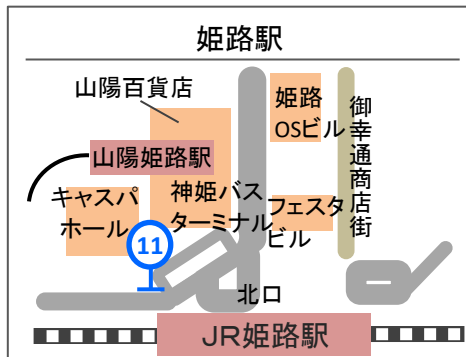 姫路駅
山陽百貨店
姫路
OSビル
御幸通商店街
山陽姫路駅
キャスパ
ホール
神姫バス
ターミナル
フェスタ
ビル
11
北口
JR姫路駅